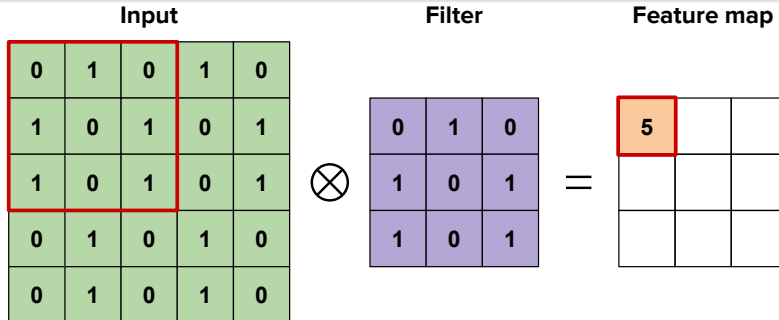 Input Filter Feature map
0 1 0 1 0
1 0 1 0 1 0 1 0 5
1 0 1 0 1 ⊗ 1 0 1 =
0 1 0 1 0 1 0 1
0 1 0 1 0